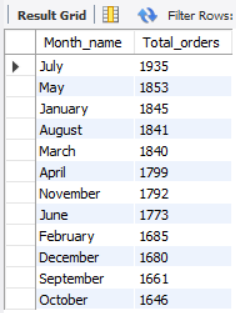 Result Grid Filter Rows:
Month_name Total_orders
July 1935
May 1853
January 1845
August 1841
March 1840
April 1799
November 1792
June 1773
February 1685
December 1680
September 1661
October 1646